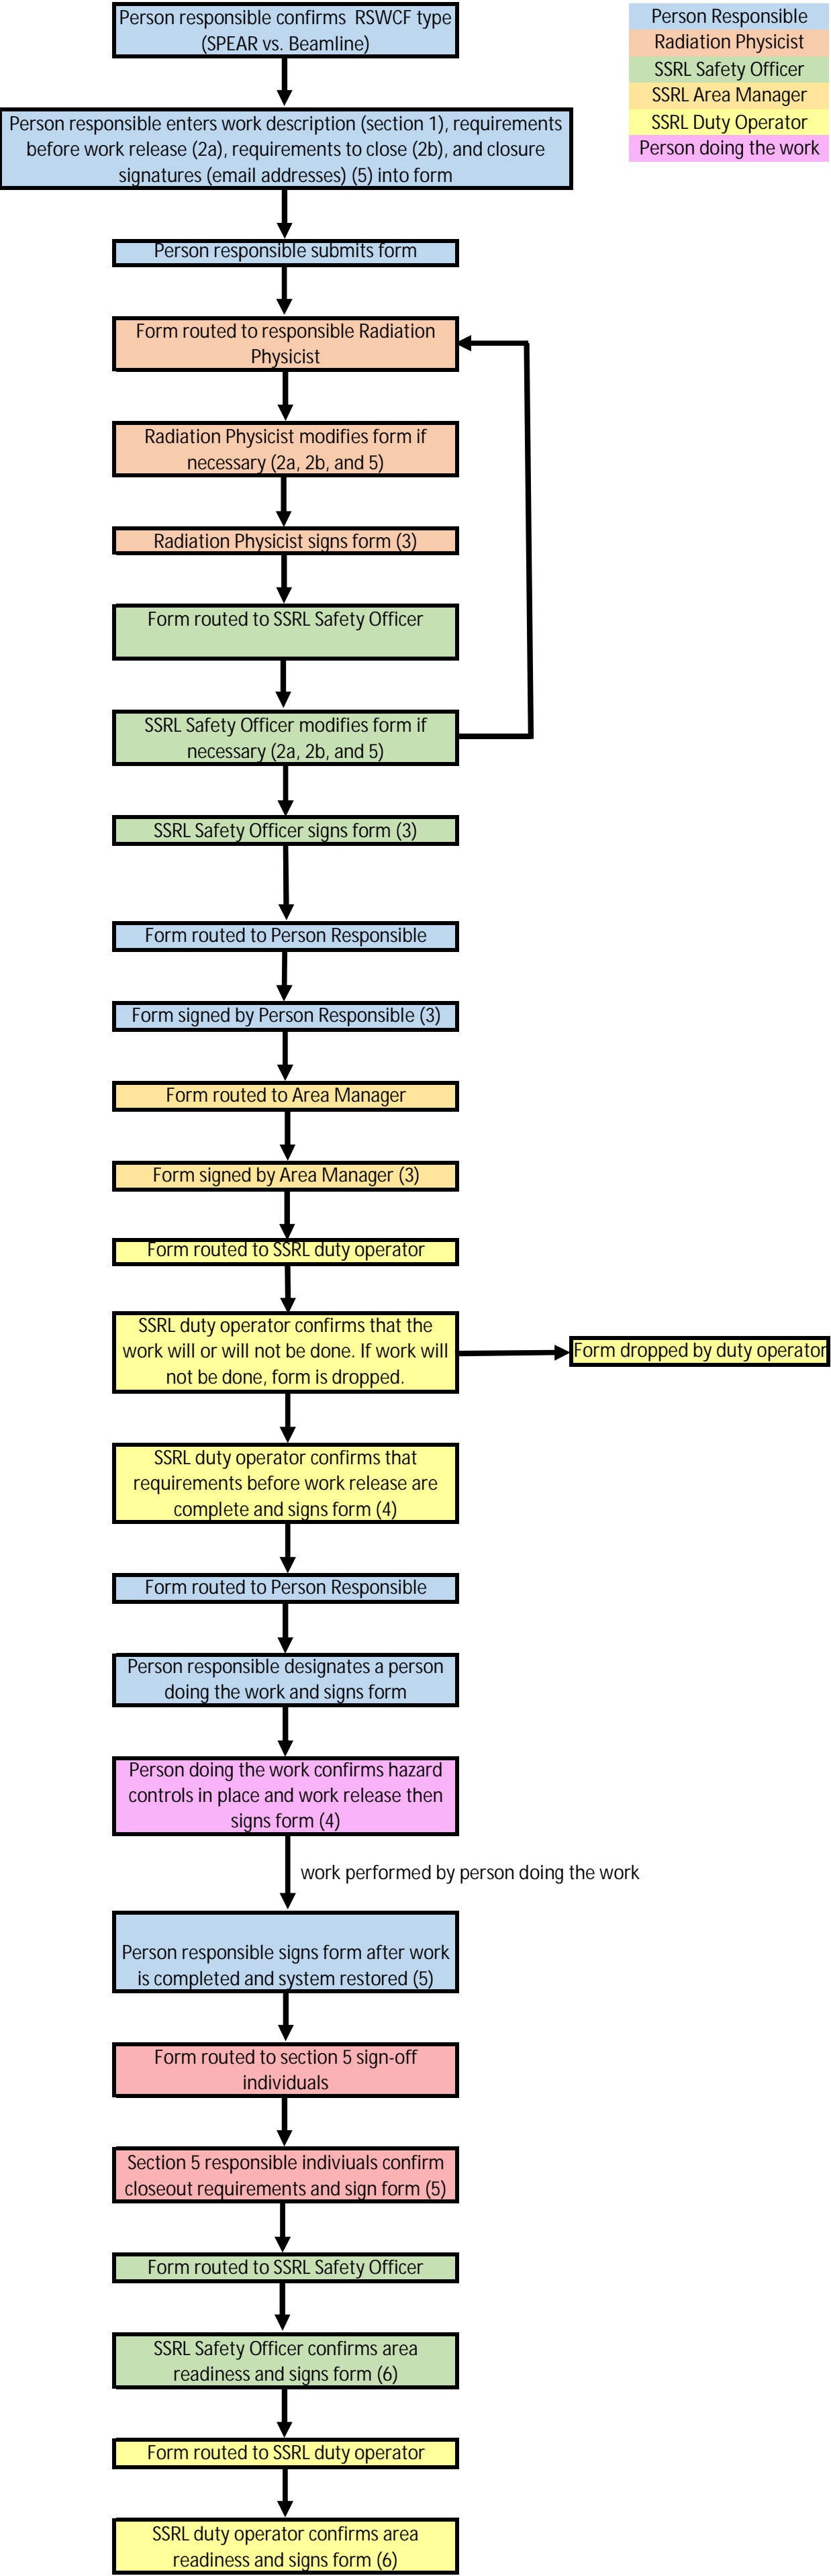 Person responsible confirms RSWCF type
(SPEAR vs. Beamline)
Person Responsible
Radiation Physicist
SSRL Safety Officer
SSRL Area Manager
SSRL Duty Operator
Person doing the work
Person responsible enters work description (section 1), requirements
before work release (2a), requirements to close (2b), and closure
signatures (email addresses) (5) into form
Person responsible submits form
Form routed to responsible Radiation
Physicist
Radiation Physicist modifies form if
necessary (2a, 2b, and 5)
Radiation Physicist signs form (3)
Form routed to SSRL Safety Officer
SSRL Safety Officer modifies form if
necessary (2a, 2b, and 5)
SSRL Safety Officer signs form (3)
Form routed to Person Responsible
Form signed by Person Responsible (3)
Form routed to Area Manager
Form signed by Area Manager (3)
Form routed to SSRL duty operator
SSRL duty operator confirms that the
work will or will not be done. If work will
not be done, form is dropped.
Form dropped by duty operator
SSRL duty operator confirms that
requirements before work release are
complete and signs form (4)
Form routed to Person Responsible
Person responsible designates a person
doing the work and signs form
Person doing the work confirms hazard
controls in place and work release then
signs form (4)
work performed by person doing the work
Person responsible signs form after work
is completed and system restored (5)
Form routed to section 5 sign-off
individuals
Section 5 responsible indiviuals confirm
closeout requirements and sign form (5)
Form routed to SSRL Safety Officer
SSRL Safety Officer confirms area
readiness and signs form (6)
Form routed to SSRL duty operator
SSRL duty operator confirms area
readiness and signs form (6)